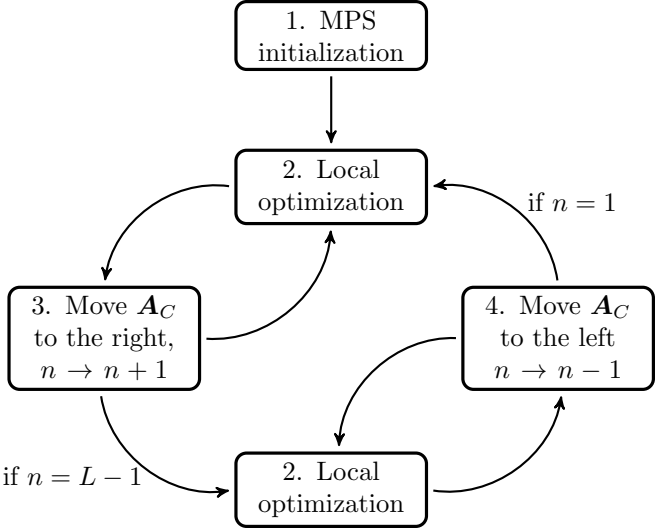 1. MPS
initialization
2. Local
optimization
if n = 1
3. Move A_C
to the right,
n → n + 1
4. Move A_C
to the left
n → n − 1
if n = L − 1
2. Local
optimization